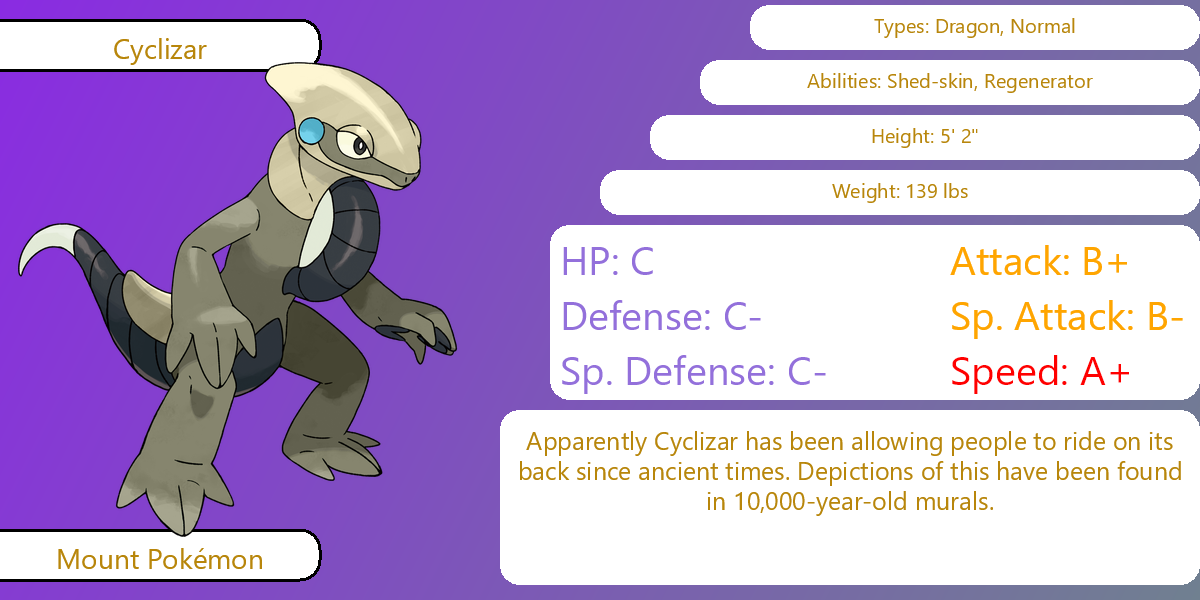 Cyclizar
Types: Dragon, Normal
Abilities: Shed-skin, Regenerator
Height: 5' 2"
Weight: 139 lbs
HP: C
Attack: B+
Defense: C-
Sp. Attack: B-
Sp. Defense: C-
Speed: A+
Apparently Cyclizar has been allowing people to ride on its
back since ancient times. Depictions of this have been found
in 10,000-year-old murals.
Mount Pokémon